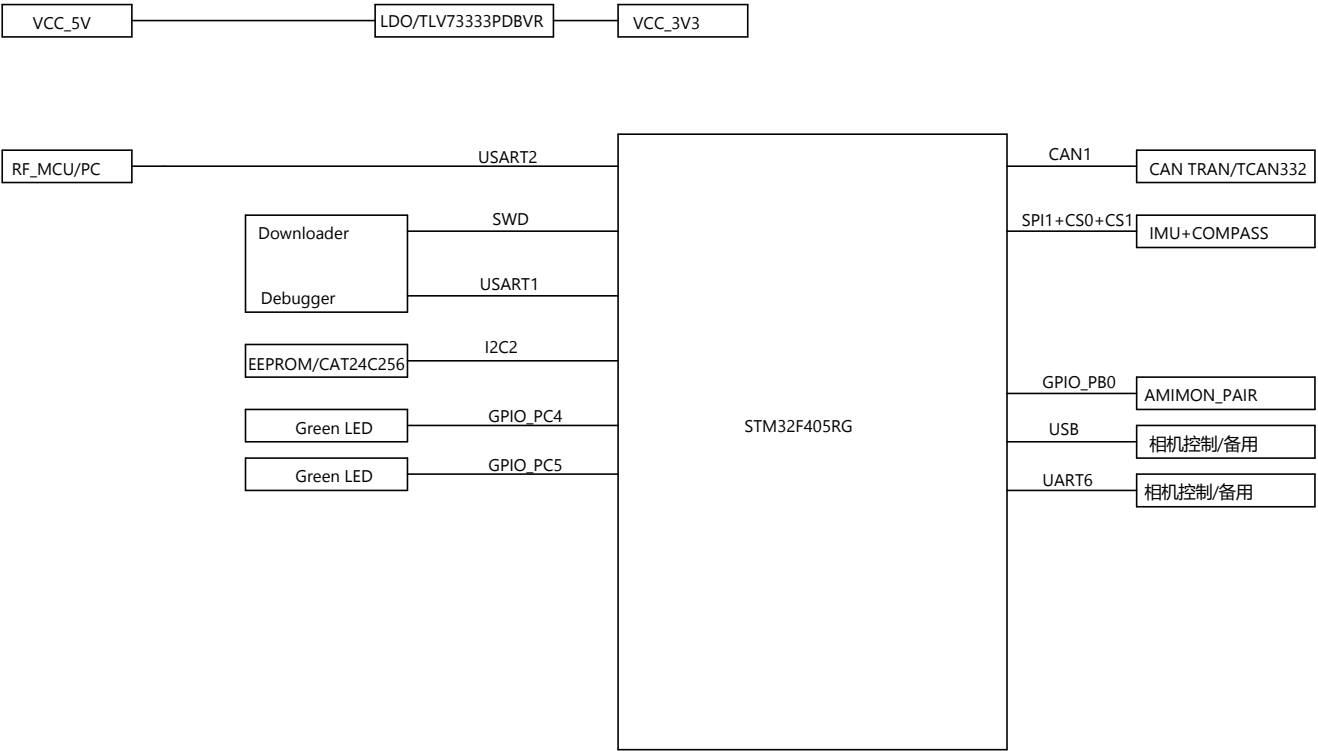 VCC_5V
LDO/TLV73333PDBVR
VCC_3V3
RF_MCU/PC
USART2
CAN1
CAN TRAN/TCAN332
Downloader
SWD
SPI1+CS0+CS1
IMU+COMPASS
Debugger
USART1
EEPROM/CAT24C256
I2C2
GPIO_PB0
AMIMON_PAIR
Green LED
GPIO_PC4
STM32F405RG
USB
相机控制/备用
Green LED
GPIO_PC5
UART6
相机控制/备用